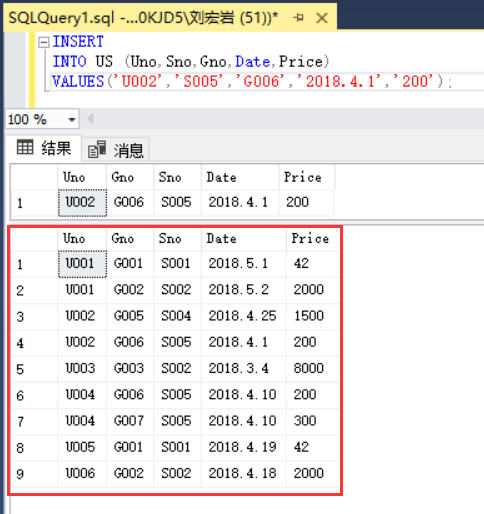 SQLQuery1.sql -...0KJD5\刘宏岩 (51))*
INSERT
INTO US (Uno,Sno,Gno,Date,Price)
VALUES('U002','S005','G006','2018.4.1','200');
100 %
结果 消息
Uno Gno Sno Date Price
1 U002 G006 S005 2018.4.1 200
Uno Gno Sno Date Price
1 U001 G001 S001 2018.5.1 42
2 U001 G002 S002 2018.5.2 2000
3 U002 G005 S004 2018.4.25 1500
4 U002 G006 S005 2018.4.1 200
5 U003 G003 S002 2018.3.4 8000
6 U004 G006 S005 2018.4.10 200
7 U004 G007 S005 2018.4.10 300
8 U005 G001 S001 2018.4.19 42
9 U006 G002 S002 2018.4.18 2000